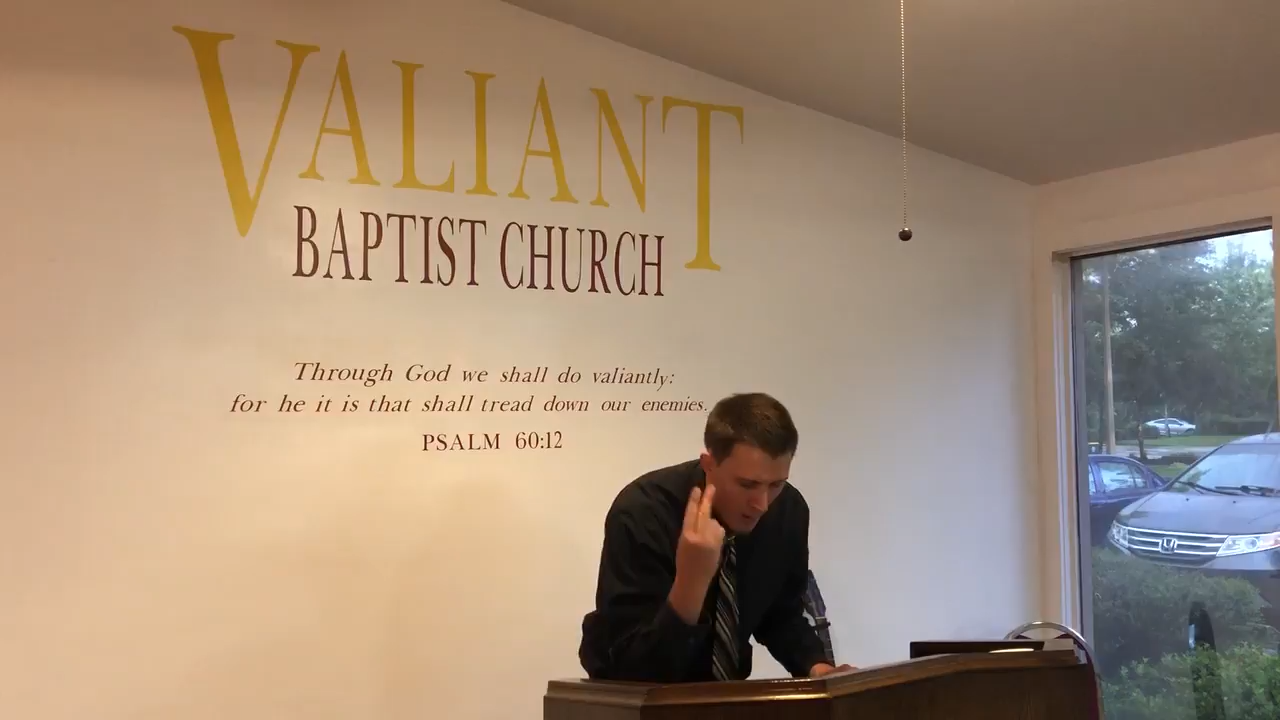 VALIANT
BAPTIST CHURCH
Through God we shall do valiantly:
for he it is that shall tread down our enemies.
PSALM 60:12